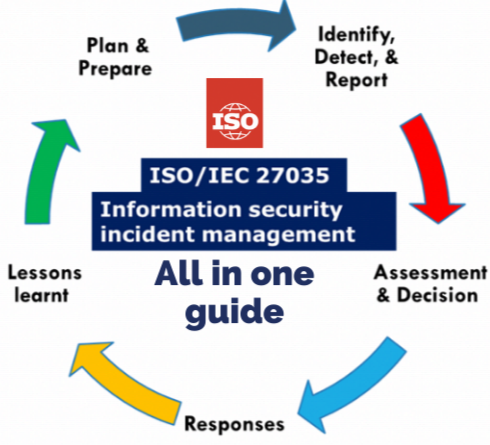 Plan &
Prepare
Identify,
Detect, &
Report
ISO
ISO/IEC 27035
Information security
incident management
All in one
guide
Lessons
learnt
Assessment
& Decision
Responses